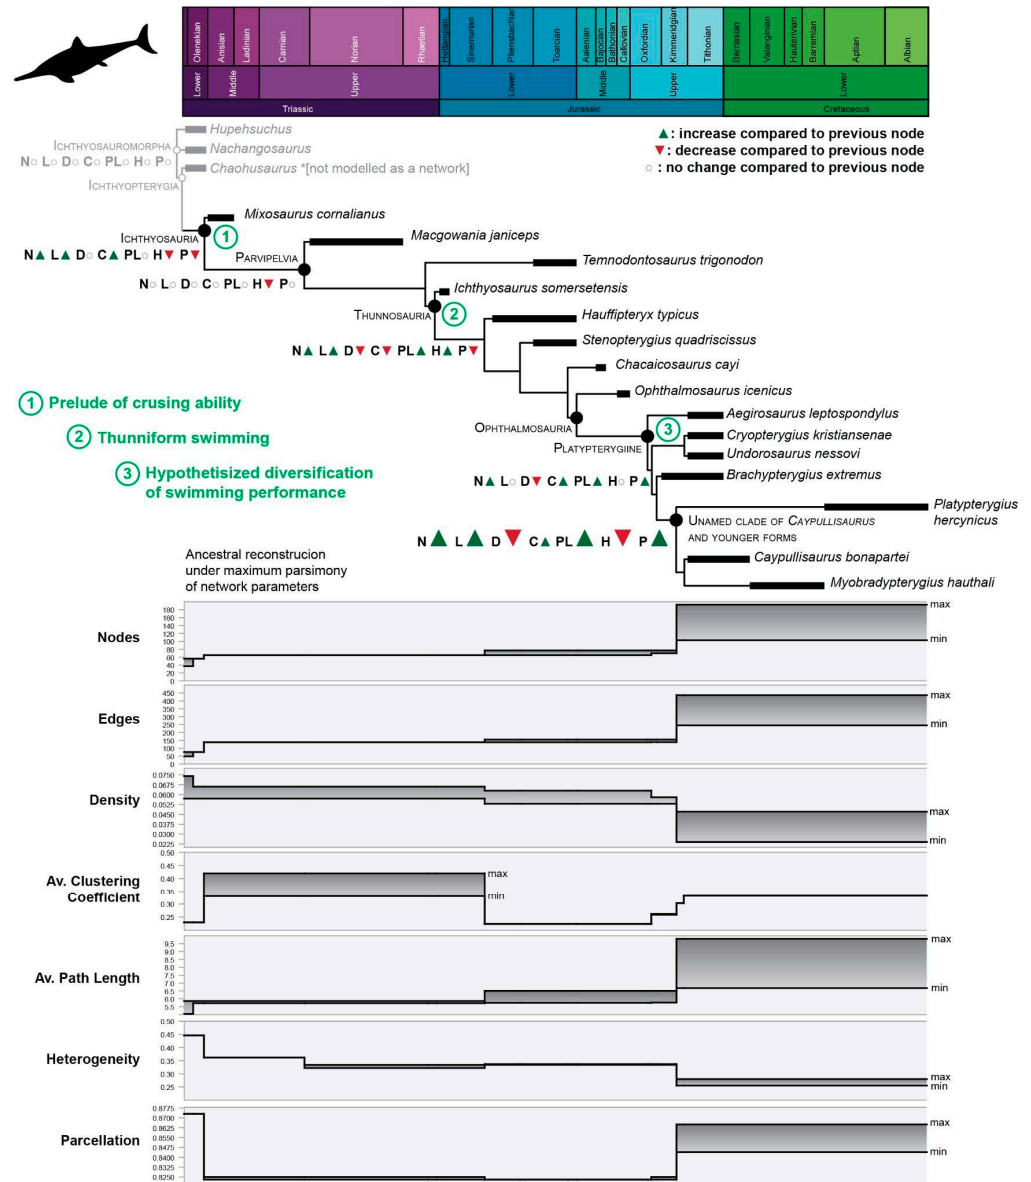 Olenekian
Anisian
Ladinian
Carnian
Norian
Rhaetian
Hettangian
Sinemurian
Pliensbachian
Toarcian
Aalenian
Bajocian
Bathonian
Callovian
Oxfordian
Kimmeridgian
Tithonian
Berriasian
Valanginian
Hauterivian
Barremian
Aptian
Albian
Lower
Middle
Upper
Lower
Middle
Upper
Lower
Triassic
Jurassic
Cretaceous
Hupehsuchus
ICHTHYOSAUROMORPHA
Nachangosaurus
N○ L○ D○ C○ PL○ H○ P○
Chaohusaurus *[not modelled as a network]
ICHTHYOPTERYGIA
▲: increase compared to previous node
▼: decrease compared to previous node
○: no change compared to previous node
Mixosaurus cornalianus
ICHTHYOSAURIA
1
Macgowania janiceps
N▲ L▲ D○ C▲ PL○ H▼ P▼
PARVIPELVIA
Temnodontosaurus trigonodon
N○ L○ D○ C○ PL○ H▼ P○
Ichthyosaurus somersetensis
THUNNOSAURIA
2
Hauffipteryx typicus
Stenopterygius quadriscissus
N▲ L▲ D▼ C▼ PL▲ H▲ P▼
Chacaicosaurus cayi
Ophthalmosaurus icenicus
1 Prelude of crusing ability
2 Thunniform swimming
3 Hypothetisized diversification
of swimming performance
Aegirosaurus leptospondylus
OPHTHALMOSAURIA
3
Cryopterygius kristiansenae
PLATYPTERYGIINE
Undorosaurus nessovi
Brachypterygius extremus
N▲ L○ D▼ C▲ PL▲ H○ P▲
Platypterygius
hercynicus
UNAMED CLADE OF CAYPULLISAURUS
AND YOUNGER FORMS
N▲ L▲ D▼ C▲ PL▲ H▼ P▲
Caypullisaurus bonapartei
Myobradypterygius hauthali
Ancestral reconstrucion
under maximum parsimony
of network parameters
Nodes
180
160
140
120
100
80
60
40
20
0
max
min
Edges
450
400
350
300
250
200
150
100
50
0
max
min
Density
0.0750
0.0675
0.0600
0.0525
0.0450
0.0375
0.0300
0.0225
max
min
Av. Clustering
Coefficient
0.50
0.45
0.40
0.35
0.30
0.25
max
min
Av. Path Length
9.5
9.0
8.5
8.0
7.5
7.0
6.5
6.0
5.5
max
min
Heterogeneity
0.50
0.45
0.40
0.35
0.30
0.25
max
min
Parcellation
0.8775
0.8700
0.8625
0.8550
0.8475
0.8400
0.8325
0.8250
max
min